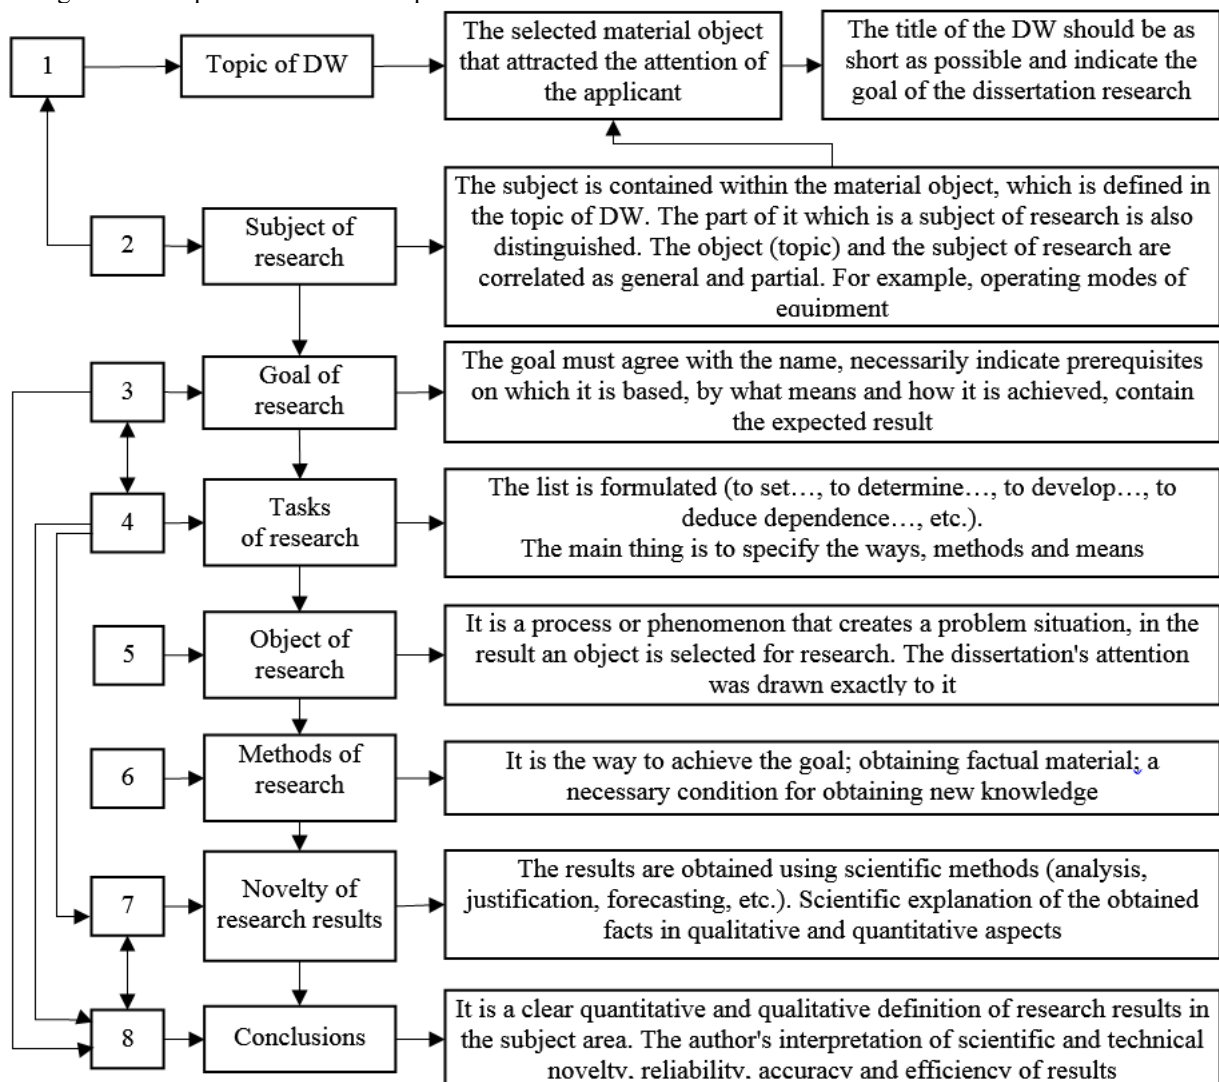 1
Topic of DW
The selected material object
that attracted the attention of
the applicant
The title of the DW should be as
short as possible and indicate the
goal of the dissertation research
2
Subject of
research
The subject is contained within the material object, which is defined in
the topic of DW. The part of it which is a subject of research is also
distinguished. The object (topic) and the subject of research are
correlated as general and partial. For example, operating modes of
equipment
3
Goal of
research
The goal must agree with the name, necessarily indicate prerequisites
on which it is based, by what means and how it is achieved, contain
the expected result
4
Tasks
of research
The list is formulated (to set…, to determine…, to develop…, to
deduce dependence…, etc.).
The main thing is to specify the ways, methods and means
5
Object of
research
It is a process or phenomenon that creates a problem situation, in the
result an object is selected for research. The dissertation's attention
was drawn exactly to it
6
Methods of
research
It is the way to achieve the goal; obtaining factual material; a
necessary condition for obtaining new knowledge
7
Novelty of
research results
The results are obtained using scientific methods (analysis,
justification, forecasting, etc.). Scientific explanation of the obtained
facts in qualitative and quantitative aspects
8
Conclusions
It is a clear quantitative and qualitative definition of research results in
the subject area. The author's interpretation of scientific and technical
novelty, reliability, accuracy and efficiency of results